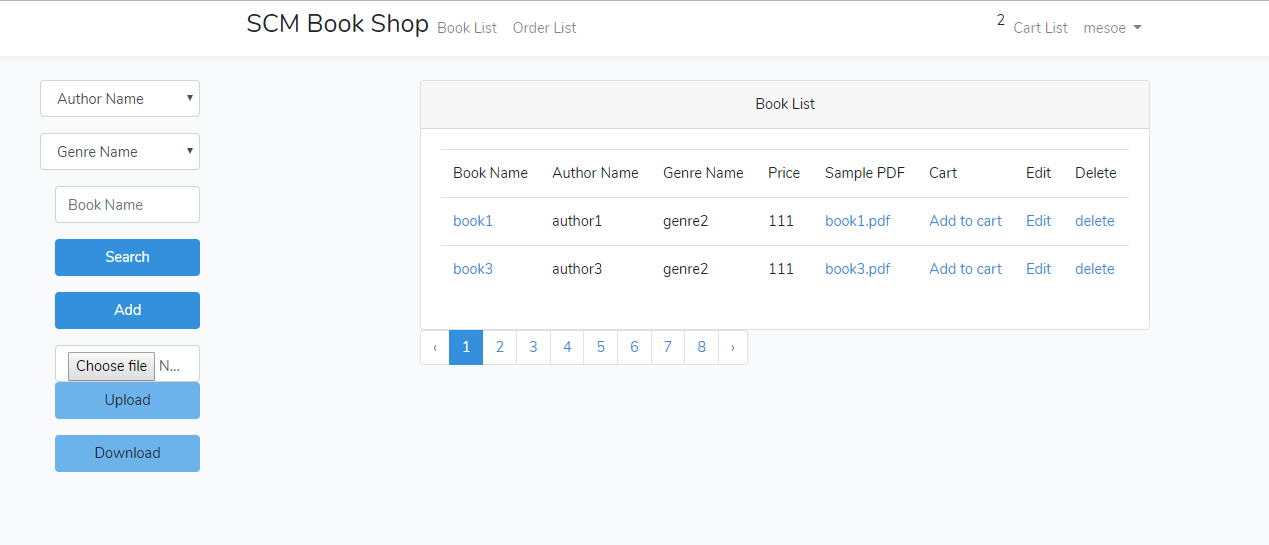 SCM Book Shop Book List Order List 2 Cart List mesoe
Author Name
Genre Name
Book Name
Search
Add
Choose file N...
Upload
Download
Book List
Book Name Author Name Genre Name Price Sample PDF Cart Edit Delete
book1 author1 genre2 111 book1.pdf Add to cart Edit delete
book3 author3 genre2 111 book3.pdf Add to cart Edit delete
‹ 1 2 3 4 5 6 7 8 ›